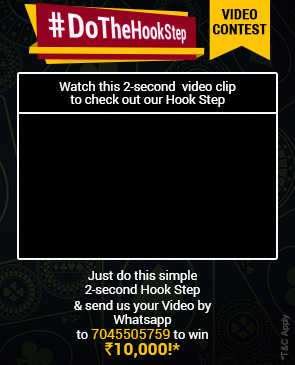 #DoTheHookStep
VIDEO
CONTEST
Watch this 2-second video clip
to check out our Hook Step
Just do this simple
2-second Hook Step
& send us your Video by
Whatsapp
to 7045505759 to win
₹10,000!*
*T&C Apply